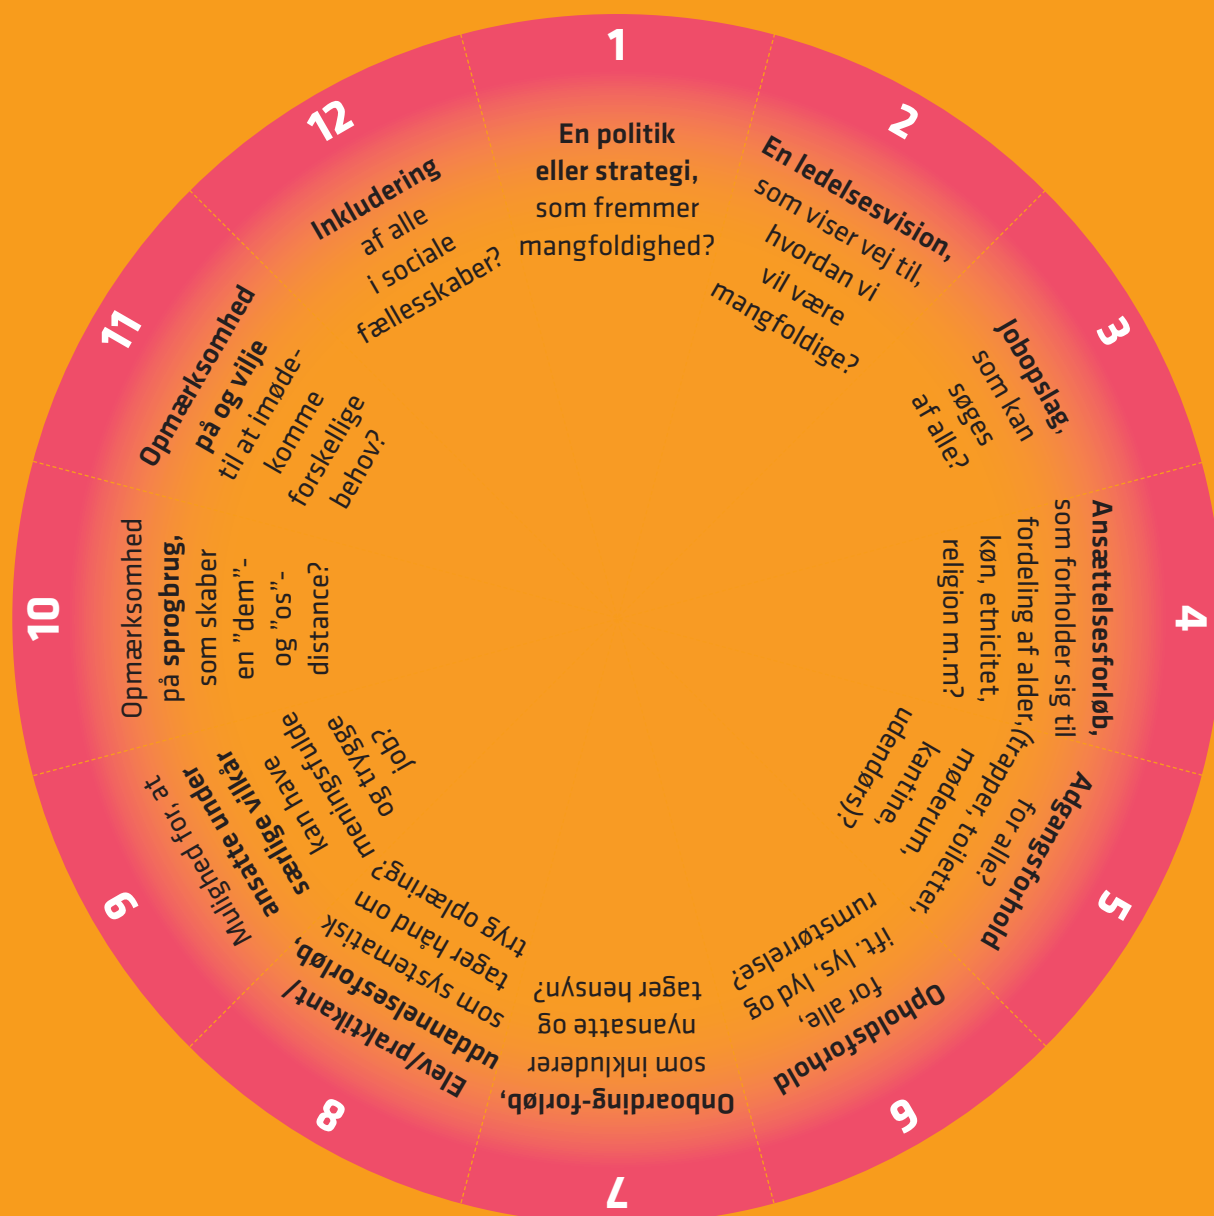 1
En politik
eller strategi,
som fremmer
mangfoldighed?
2
En ledelsesvision,
som viser vej til,
hvordan vi
vil være
mangfoldige?
3
Jobopslag,
som kan
søges
af alle?
4
Ansættelsesforløb,
som forholder sig til
fordeling af alder,
køn, etnicitet,
religion m.m?
5
Adgangsforhold
for alle?
(trapper, toiletter,
møderum,
kantine,
udendørs)?
6
Opholdsforhold
for alle,
ift. lys, lyd og
rumstørrelse?
7
Onboarding-forløb,
som inkluderer
nyansatte og
tager hensyn?
8
Elev/praktikant/
uddannelsesforløb,
som systematisk
tager hånd om
tryg oplæring?
9
Mulighed for, at
ansatte under
særlige vilkår
kan have
meningsfulde
og trygge
job?
10
Opmærksomhed
på sprogbrug,
som skaber
en ”dem”-
og ”os”-
distance?
11
Opmærksomhed
på og vilje
til at imøde-
komme
forskellige
behov?
12
Inkludering
af alle
i sociale
fællesskaber?